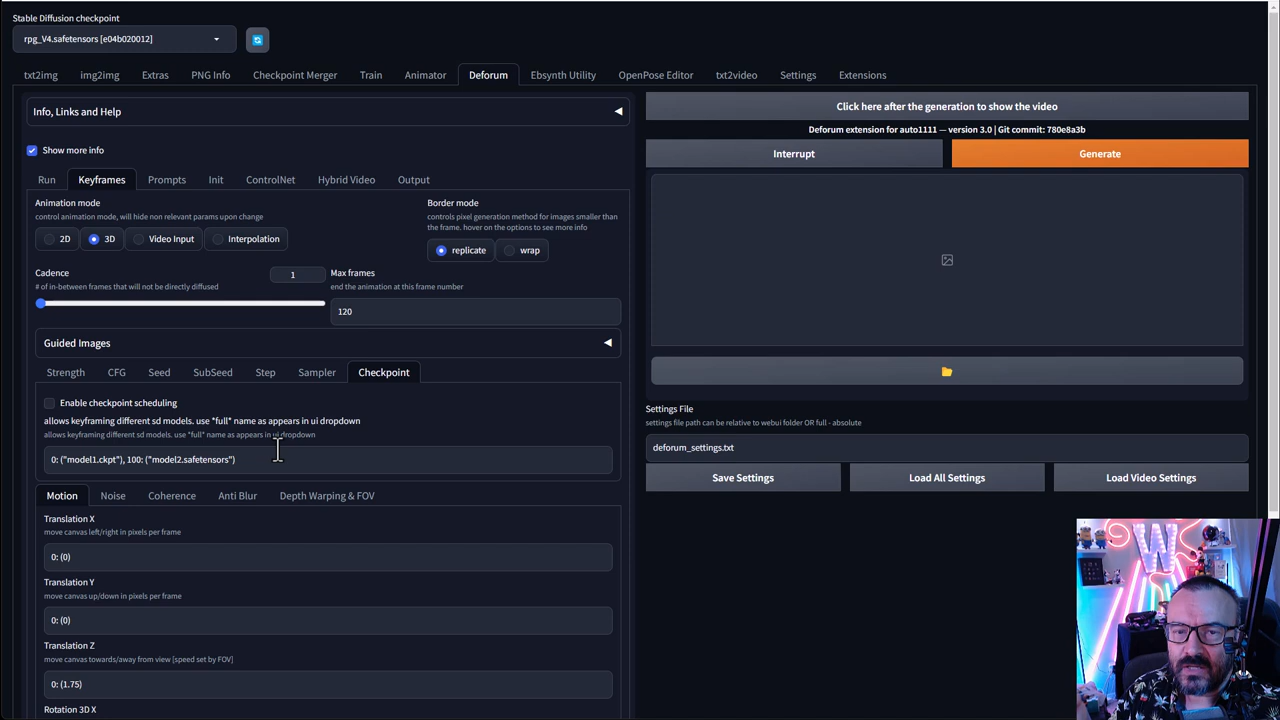 Stable Diffusion checkpoint
rpg_V4.safetensors [e04b020012]
txt2img img2img Extras PNG Info Checkpoint Merger Train Animator Deforum Ebsynth Utility OpenPose Editor txt2video Settings Extensions
Info, Links and Help
Show more info
Run Keyframes Prompts Init ControlNet Hybrid Video Output
Animation mode
control animation mode, will hide non relevant params upon change
2D 3D Video Input Interpolation
Border mode
controls pixel generation method for images smaller than
the frame. hover on the options to see more info
replicate wrap
Cadence
# of in-between frames that will not be directly diffused
1
Max frames
end the animation at this frame number
120
Guided Images
Strength CFG Seed SubSeed Step Sampler Checkpoint
Enable checkpoint scheduling
allows keyframing different sd models. use *full* name as appears in ui dropdown
allows keyframing different sd models. use *full* name as appears in ui dropdown
0: ("model1.ckpt"), 100: ("model2.safetensors")
Motion Noise Coherence Anti Blur Depth Warping & FOV
Translation X
move canvas left/right in pixels per frame
0: (0)
Translation Y
move canvas up/down in pixels per frame
0: (0)
Translation Z
move canvas towards/away from view [speed set by FOV]
0: (1.75)
Rotation 3D X
Click here after the generation to show the video
Deforum extension for auto1111 — version 3.0 | Git commit: 780e8a3b
Interrupt Generate
Settings File
settings file path can be relative to webui folder OR full - absolute
deforum_settings.txt
Save Settings Load All Settings Load Video Settings
W